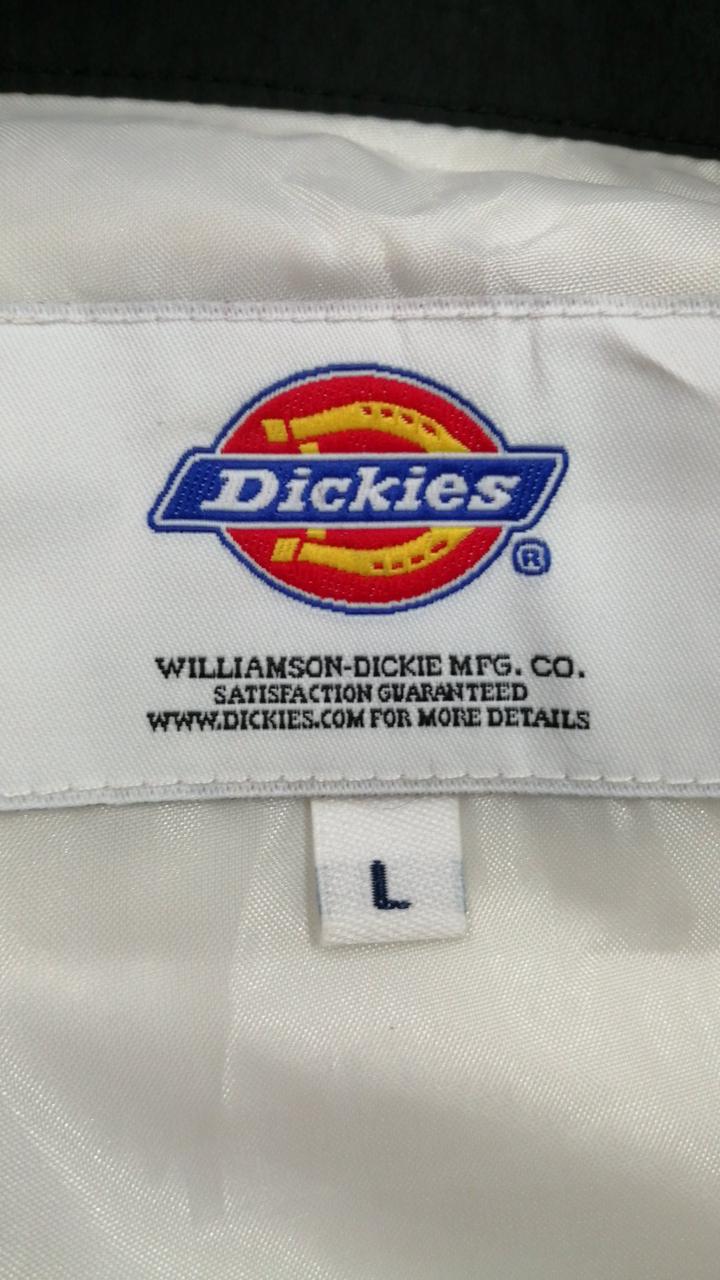 Dickies
®
WILLIAMSON-DICKIE MFG. CO.
SATISFACTION GUARANTEED
WWW.DICKIES.COM FOR MORE DETAILS
L